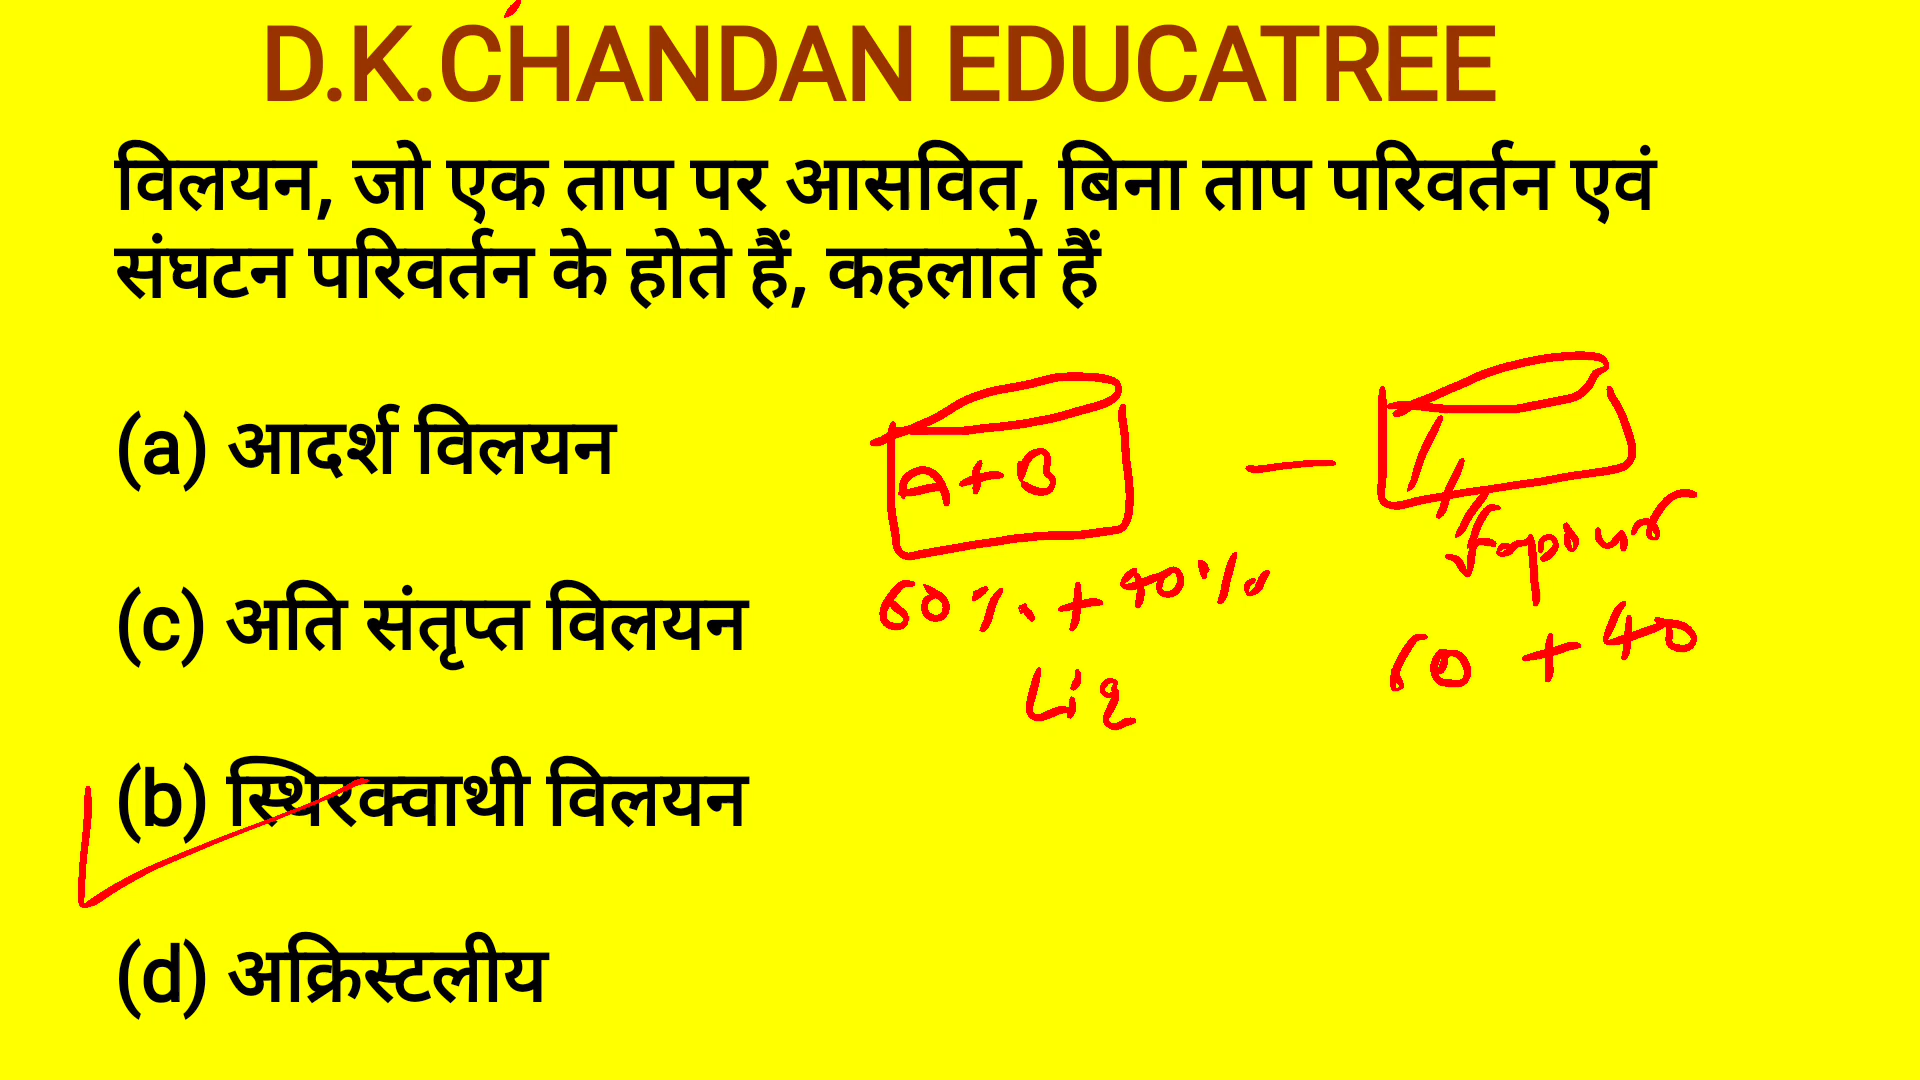 D.K.CHANDAN EDUCATREE
विलयन, जो एक ताप पर आसवित, बिना ताप परिवर्तन एवं
संघटन परिवर्तन के होते हैं, कहलाते हैं
(a) आदर्श विलयन
A+B
60% + 40%
Liq
Vapour
60 + 40
(c) अति संतृप्त विलयन
(b) स्थिरक्वाथी विलयन
(d) अक्रिस्टलीय